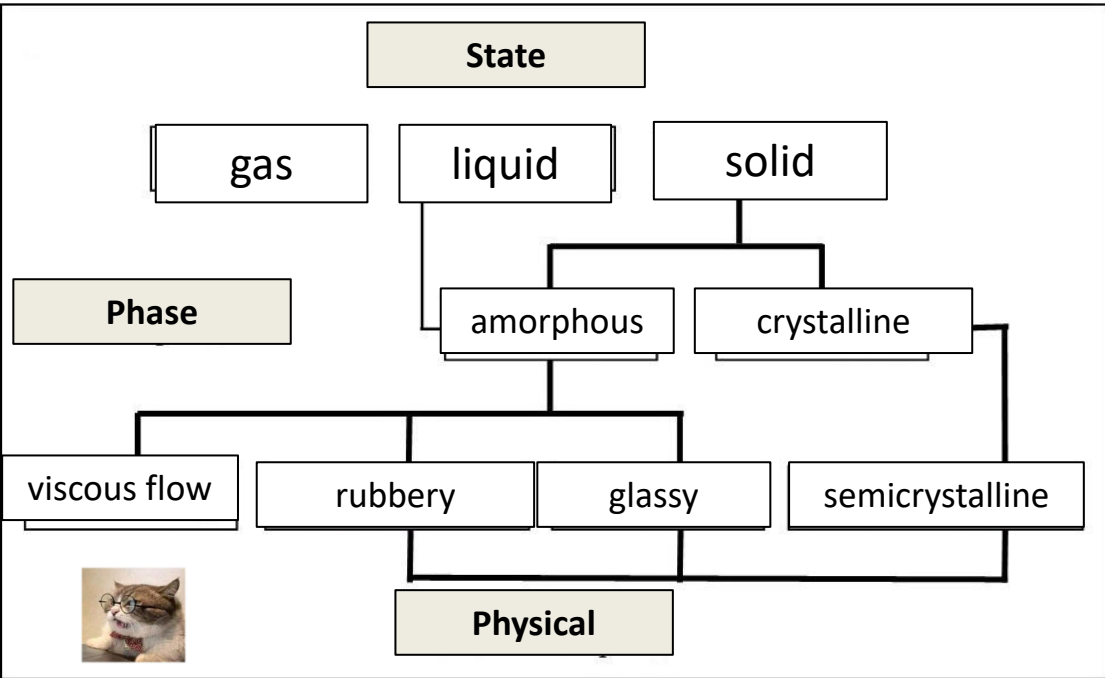 State
gas
liquid
solid
Phase
amorphous
crystalline
viscous flow
rubbery
glassy
semicrystalline
Physical